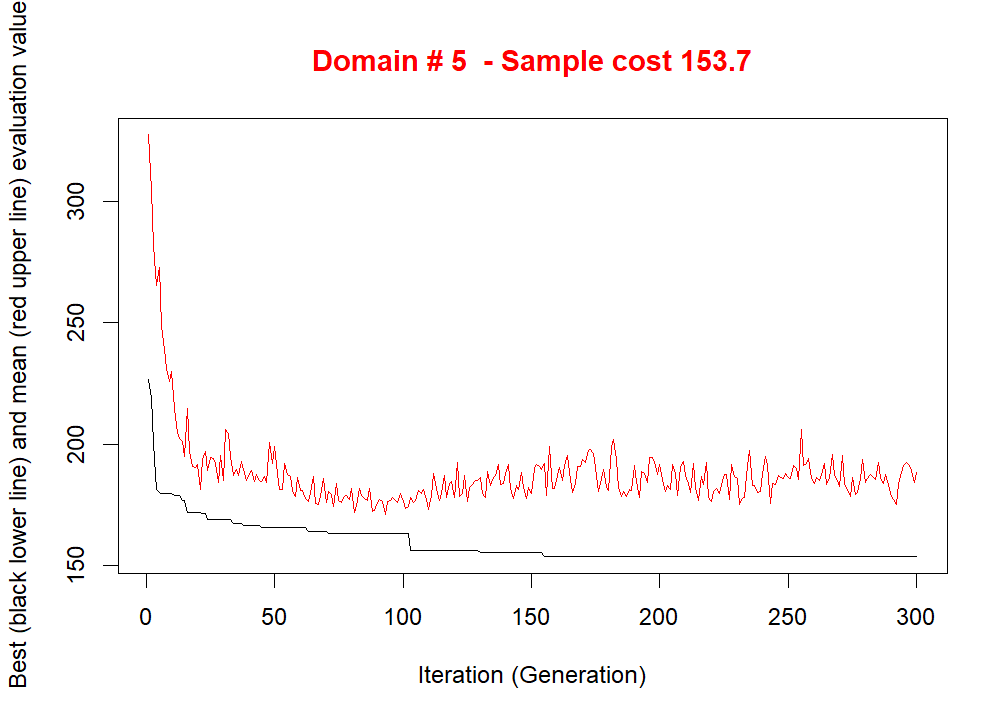 Domain # 5  - Sample cost 153.7
Best (black lower line) and mean (red upper line) evaluation value
300
250
200
150
0 50 100 150 200 250 300
Iteration (Generation)